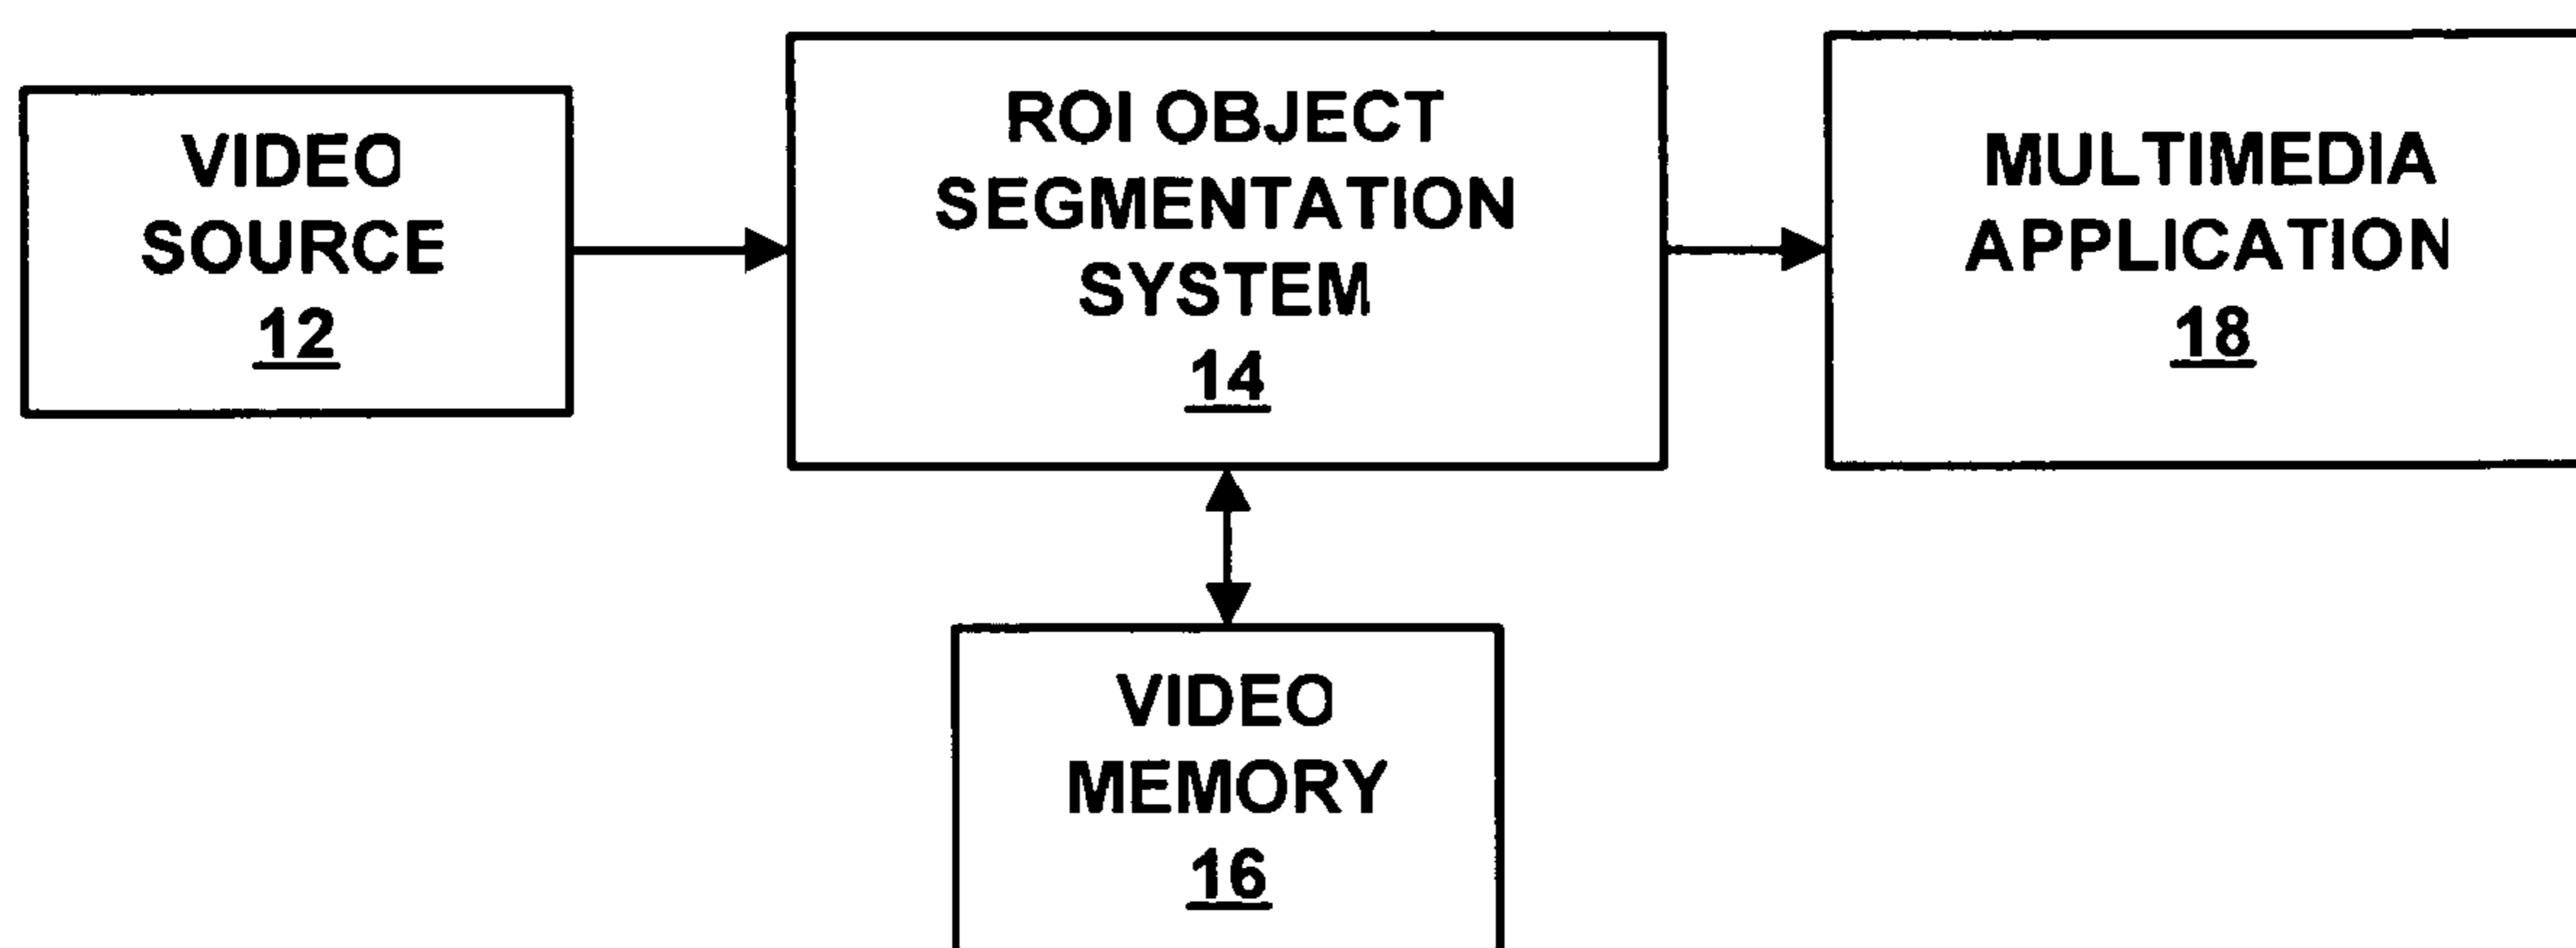 VIDEO
SOURCE
12
ROI OBJECT
SEGMENTATION
SYSTEM
14
MULTIMEDIA
APPLICATION
18
VIDEO
MEMORY
16